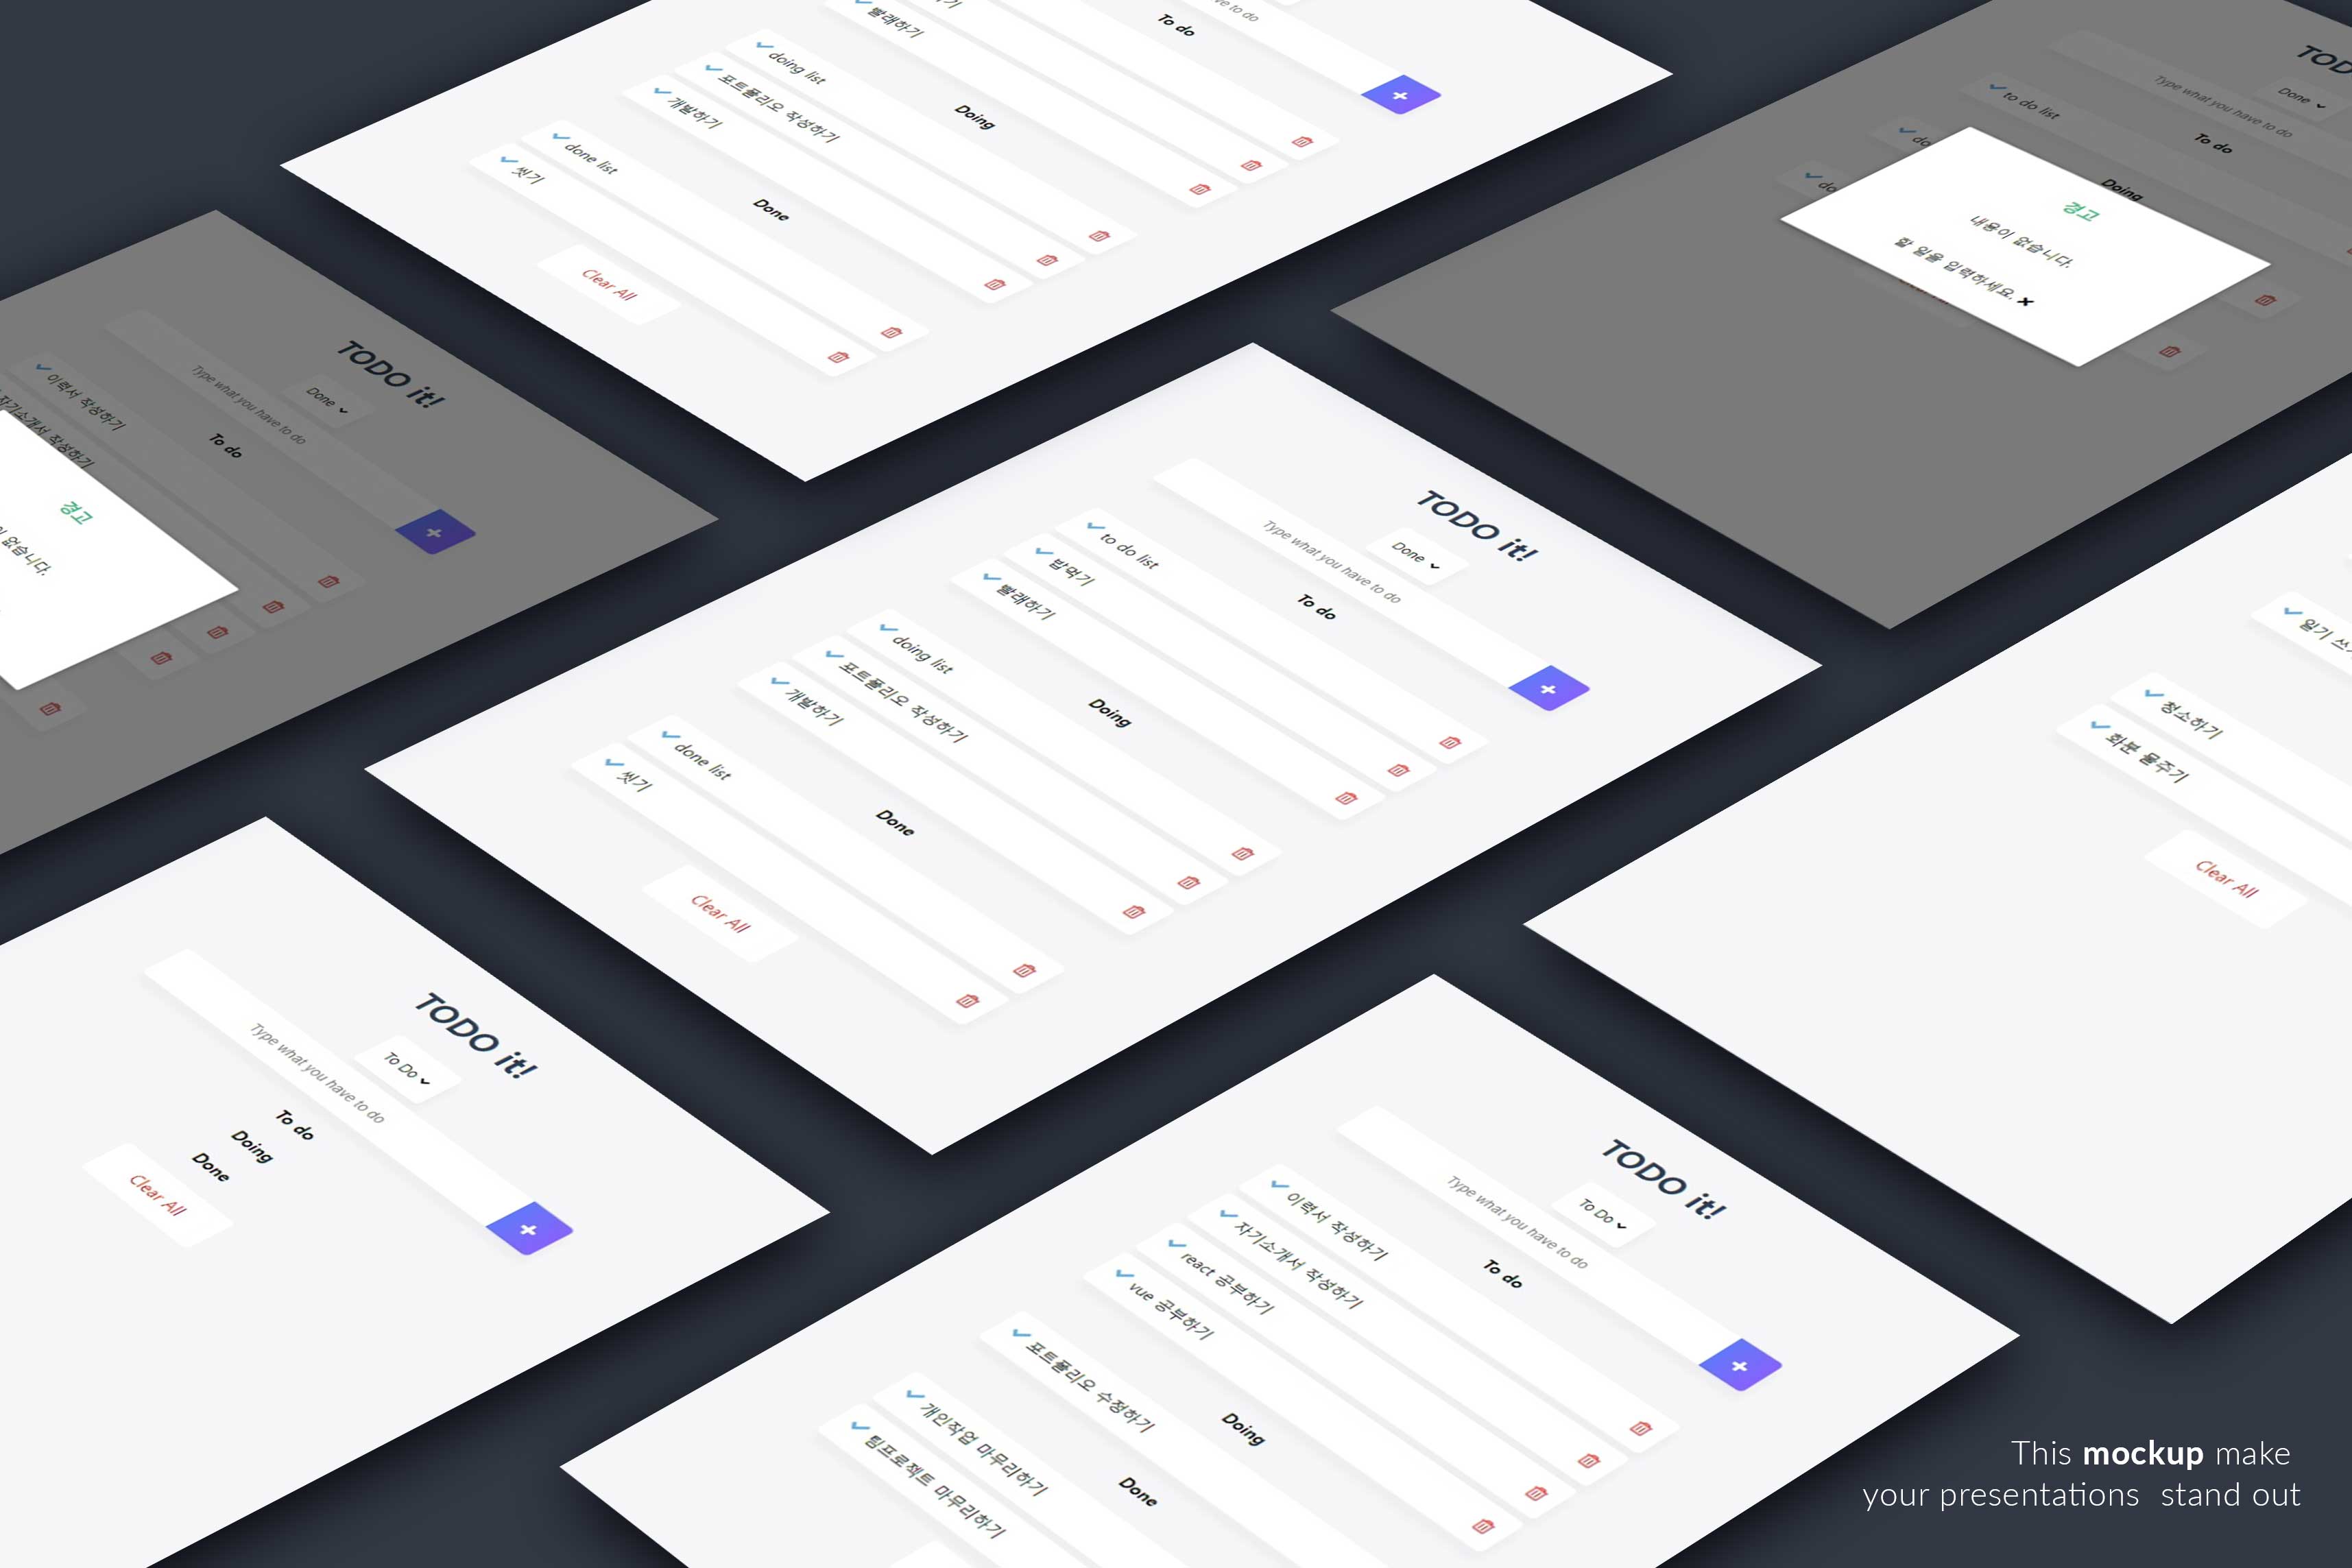 To do
빨래하기
doing list
포트폴리오 작성하기
개발하기
Doing
done list
씻기
Done
Clear All
Done
Type what you have to do
to do list
To do
Doing
경고
내용이 없습니다.
할 일을 입력하세요.
TODO it!
Done
Type what you have to do
이력서 작성하기
자기소개서 작성하기
To do
경고
없습니다.
TODO it!
Done
Type what you have to do
to do list
밥먹기
빨래하기
To do
doing list
포트폴리오 작성하기
개발하기
Doing
done list
씻기
Done
Clear All
청소하기
화분 물주기
Clear All
TODO it!
To Do
Type what you have to do
To do
Doing
Done
Clear All
TODO it!
To Do
Type what you have to do
이력서 작성하기
자기소개서 작성하기
react 공부하기
vue 공부하기
To do
포트폴리오 수정하기
Doing
개인작업 마무리하기
팀프로젝트 마무리하기
Done
This mockup make
your presentations stand out